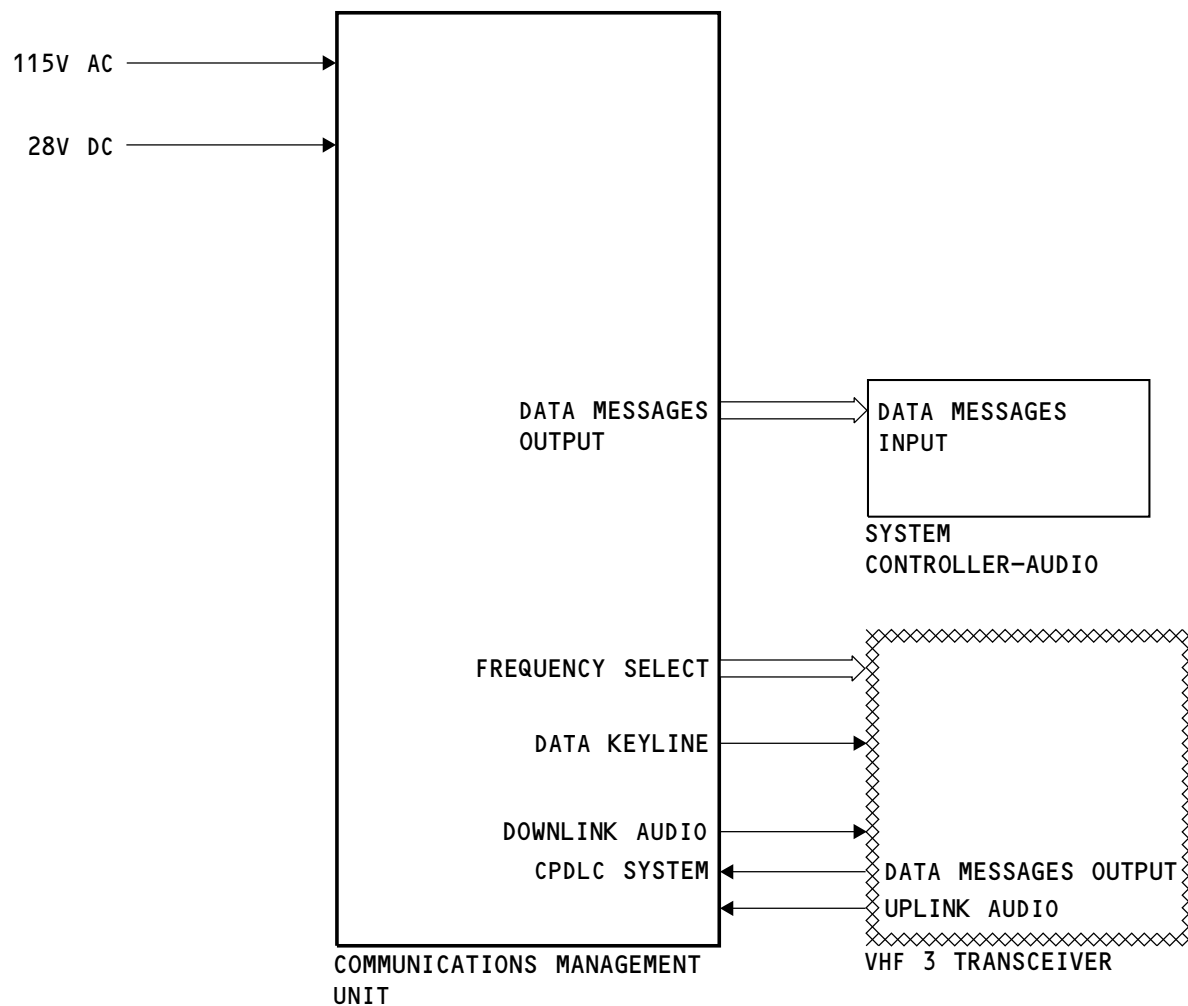 115V AC
28V DC
DATA MESSAGES
OUTPUT
DATA MESSAGES
INPUT
SYSTEM
CONTROLLER-AUDIO
FREQUENCY SELECT
DATA KEYLINE
DOWNLINK AUDIO
CPDLC SYSTEM
DATA MESSAGES OUTPUT
UPLINK AUDIO
COMMUNICATIONS MANAGEMENT
UNIT
VHF 3 TRANSCEIVER